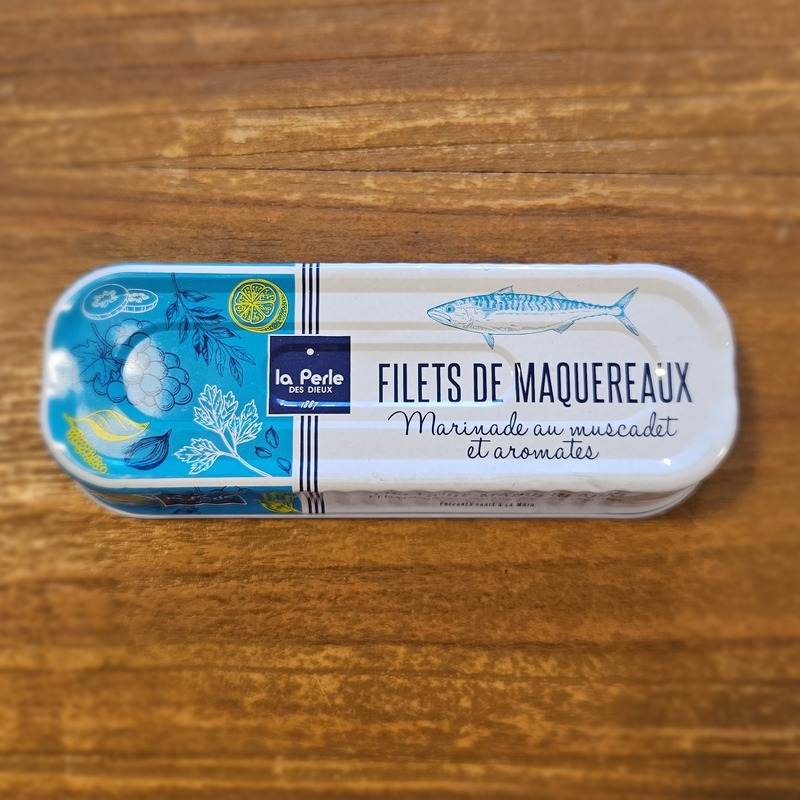 la Perle
DES DIEUX
1887
FILETS DE MAQUEREAUX
Marinade au muscadet
et aromates